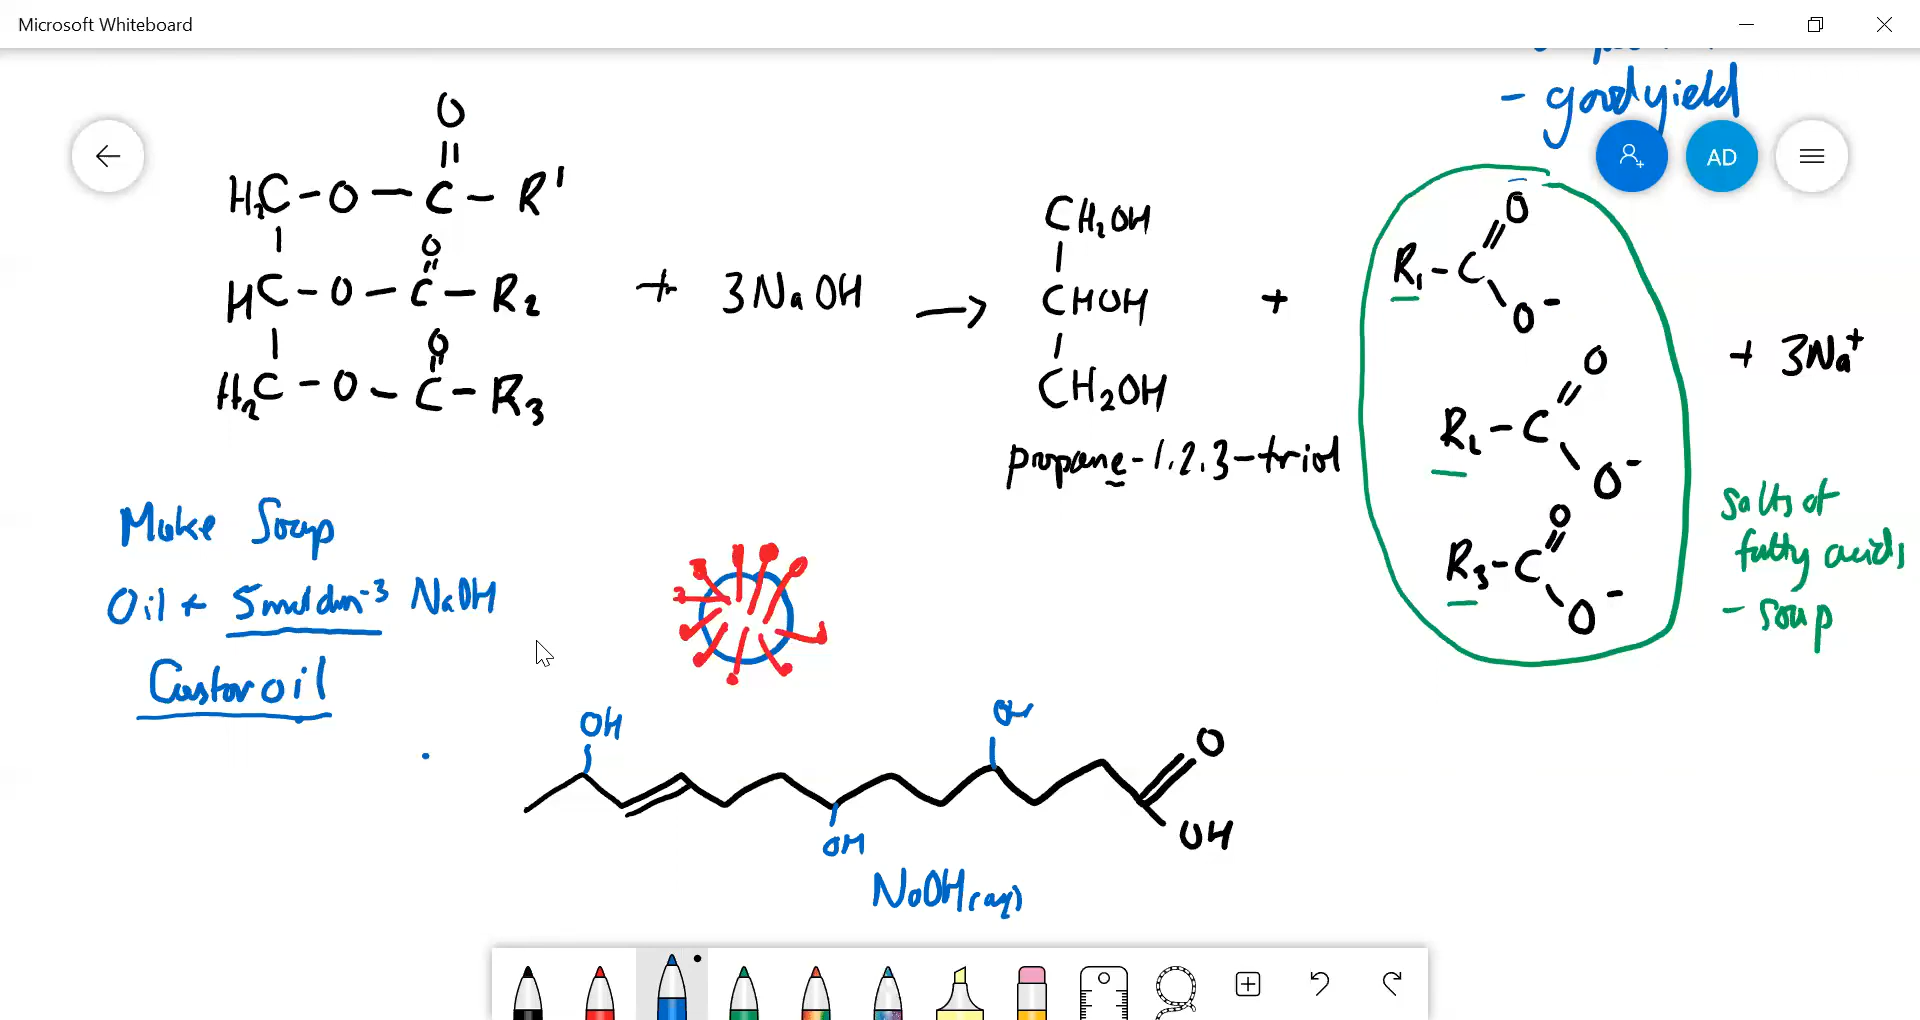 Microsoft Whiteboard
- good yield
AD
O
||
H₂C - O - C - R'
O
||
HC - O - C - R₂
O
||
H₂C - O - C - R₃
+ 3NaOH →
CH₂OH
|
CHOH
|
CH₂OH
propane-1,2,3-triol
+
R₁ - C
O
O⁻
R₂ - C
O
O⁻
R₃ - C
O
O⁻
+ 3Na⁺
Salts of
fatty acids
- soap
Make Soap
Oil + 5 mol dm⁻³ NaOH
Castor oil
OH
OH
OH
O
OH
NaOH(aq)